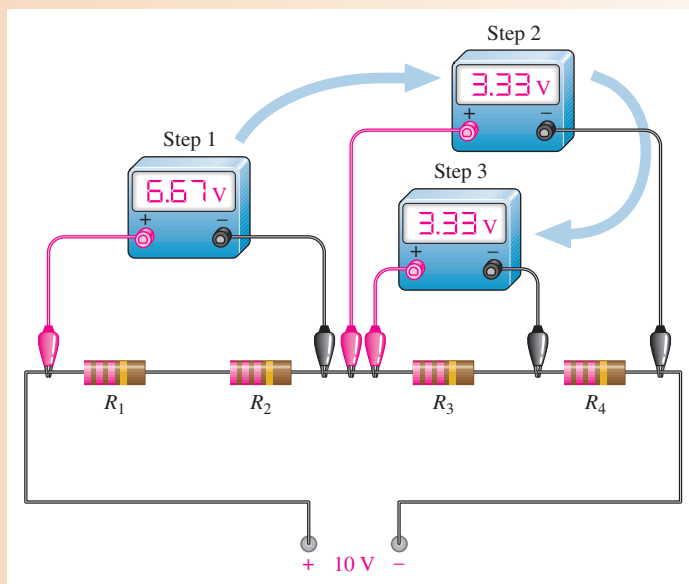 Step 2
3.33 V
+ −
Step 1
6.67 V
+ −
Step 3
3.33 V
+ −
R1 R2 R3 R4
+ 10 V −